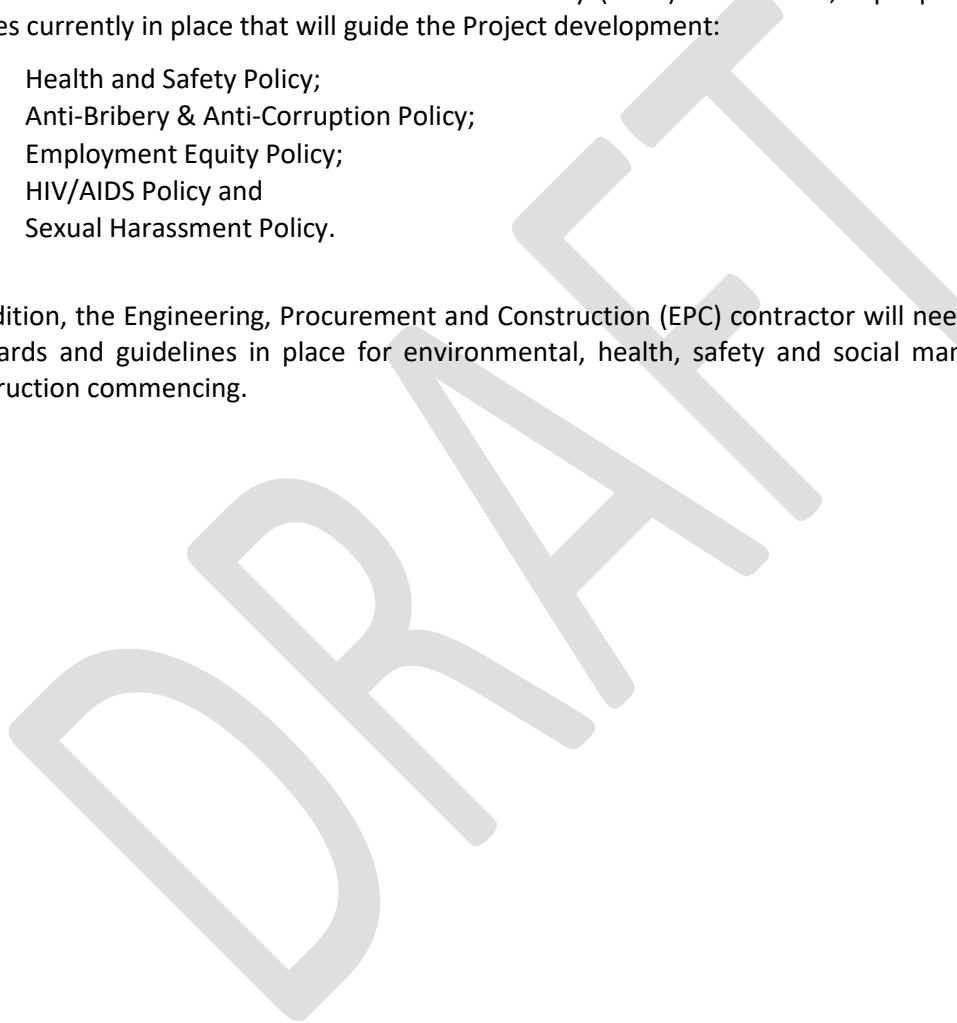 es currently in place that will guide the Project development:
Health and Safety Policy;
Anti-Bribery & Anti-Corruption Policy;
Employment Equity Policy;
HIV/AIDS Policy and
Sexual Harassment Policy.
dition, the Engineering, Procurement and Construction (EPC) contractor will nee
ards and guidelines in place for environmental, health, safety and social mar
ruction commencing.
DRAFT